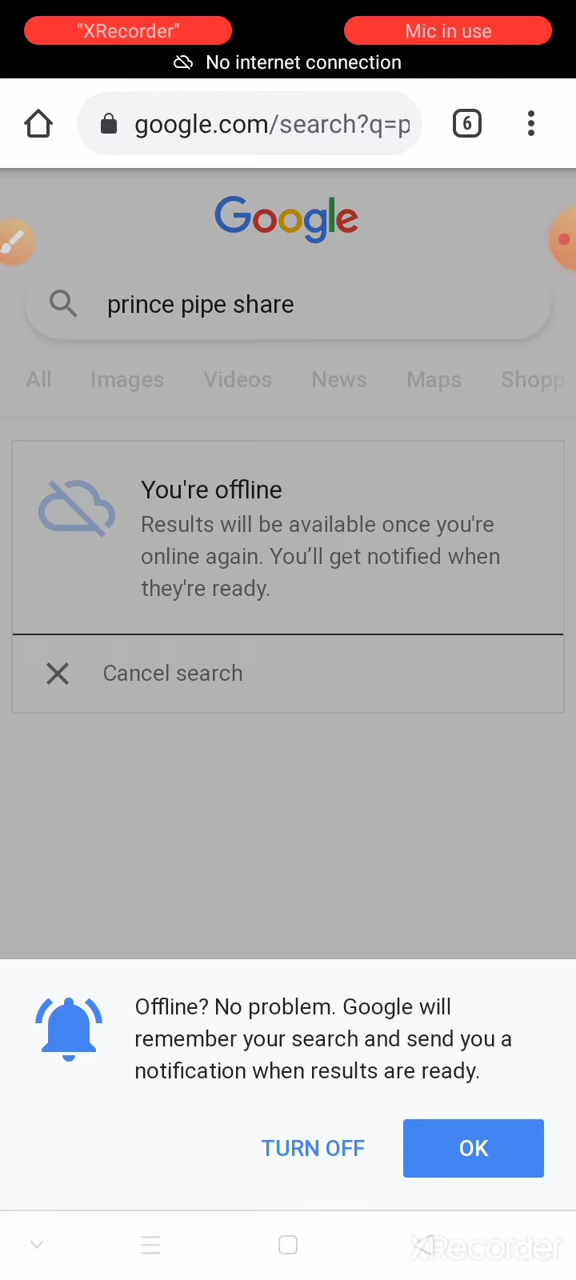 "XRecorder"
Mic in use
No internet connection
google.com/search?q=p
6
Google
prince pipe share
All Images Videos News Maps Shopp
You're offline
Results will be available once you're
online again. You’ll get notified when
they're ready.
Cancel search
Offline? No problem. Google will
remember your search and send you a
notification when results are ready.
TURN OFF
OK
XRecorder